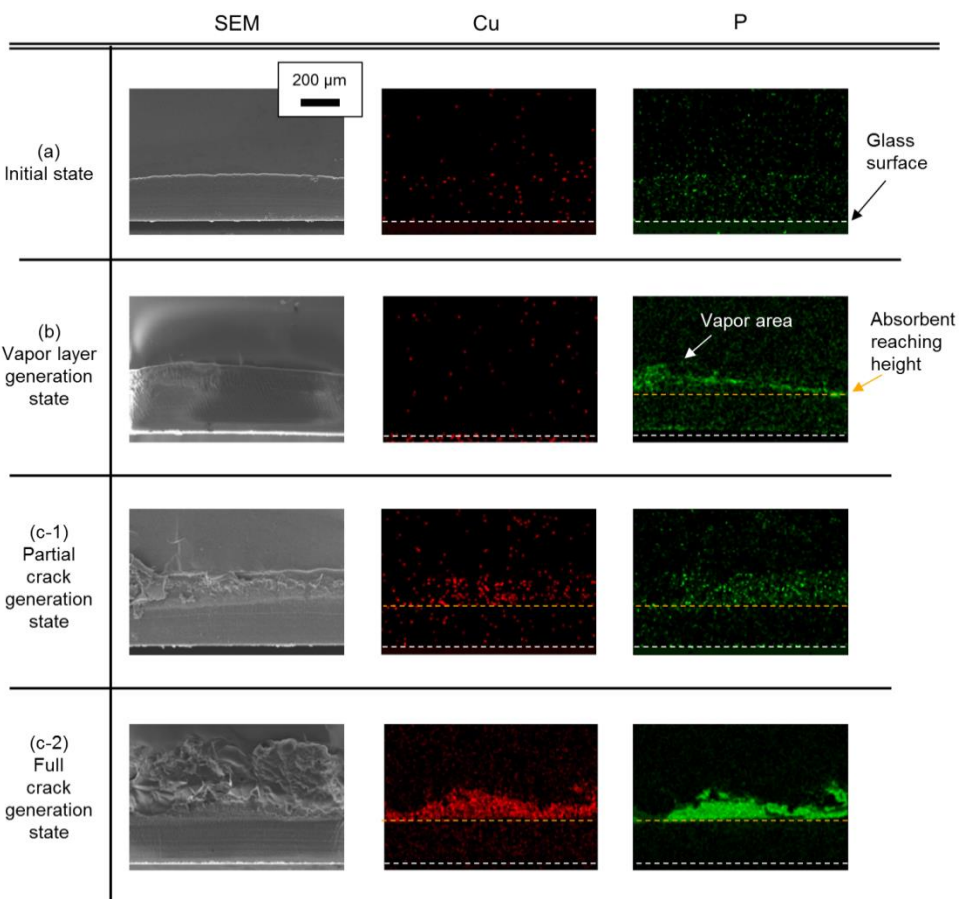 SEM
Cu
P
200 µm
(a)
Initial state
Glass
surface
(b)
Vapor layer
generation
state
Vapor area
Absorbent
reaching
height
(c-1)
Partial
crack
generation
state
(c-2)
Full
crack
generation
state